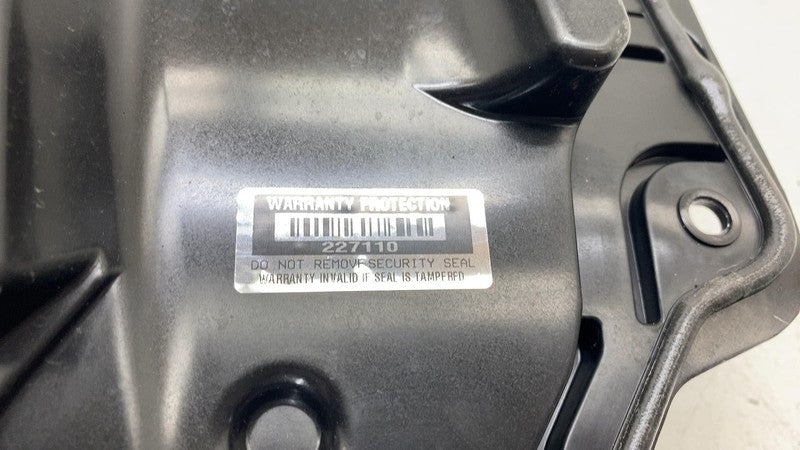 WARRANTY PROTECTION
227110
DO NOT REMOVE SECURITY SEAL
WARRANTY INVALID IF SEAL IS TAMPERED